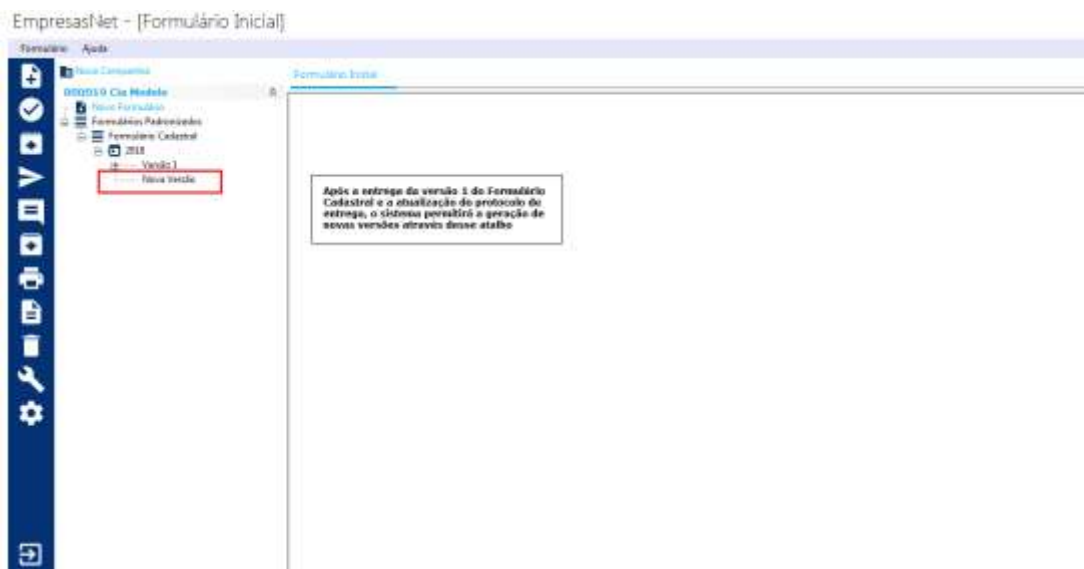 EmpresasNet - [Formulário Inicial]
Formulário Ajuda
Nova Companhia
Formulário Inicial
000019 Cia Modelo
Novo Formulário
Formulários Padronizados
Formulário Cadastral
2018
Versão 1
Nova Versão
Após a entrega da versão 1 do Formulário
Cadastral e a atualização do protocolo de
entrega, o sistema permitirá a geração de
novas versões através desse atalho